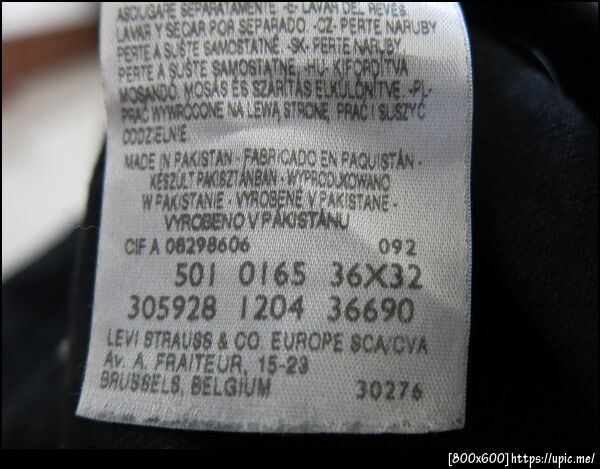 ASCIUGARE SEPARATAMENTE -E- LAVAR DEL REVÉS
LAVAR Y SECAR POR SEPARADO. -CZ- PERTE NARUBY
PERTE A SUŠTE SAMOSTATNĚ. -SK- PERTE NARUBY,
PERTE A SUŠTE SAMOSTATNE. -HU- KIFORDÍTVA
MOSANDÓ. MOSÁS ÉS SZÁRÍTÁS ELKÜLÖNÍTVE -PL-
PRAĆ WYWRÓCONE NA LEWĄ STRONĘ, PRAĆ I SUSZYĆ
ODDZIELNIE
MADE IN PAKISTAN - FABRICADO EN PAQUISTÁN -
KÉSZÜLT PAKISZTÁNBAN - WYPRODUKOWANO
W PAKISTANIE - VYROBENÉ V PAKISTANE -
VYROBENO V PAKISTÁNU
CIF A 08298606 092
501 0165 36X32
305928 1204 36690
LEVI STRAUSS & CO. EUROPE SCA/CVA
Av. A. FRAITEUR, 15-23
BRUSSELS, BELGIUM 30276
[800x600]https://upic.me/